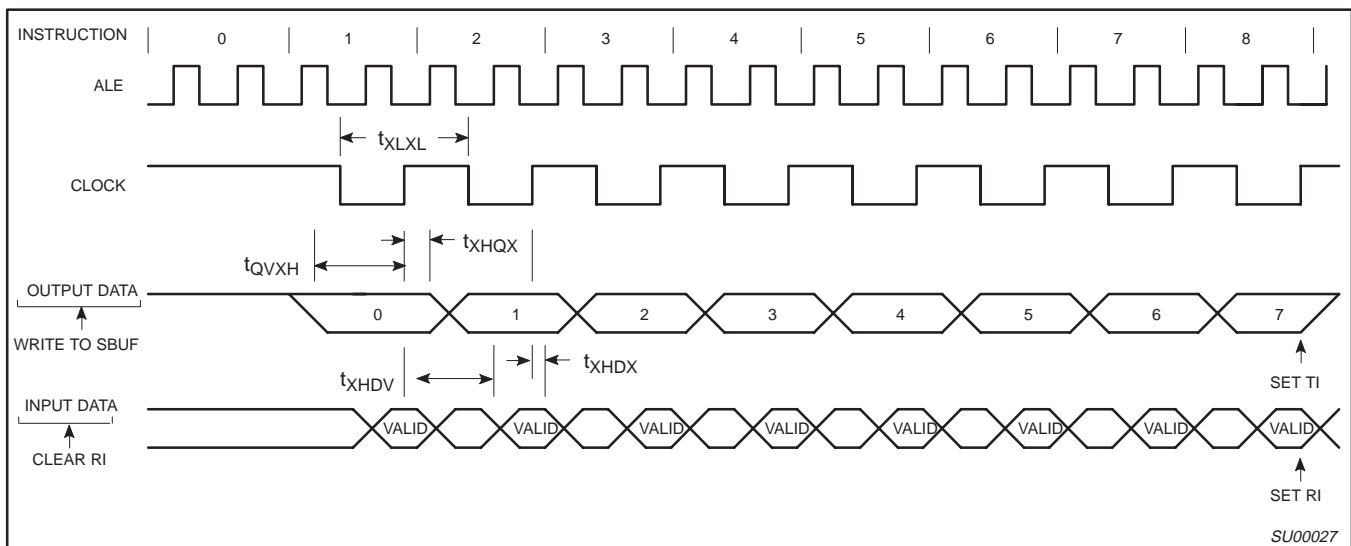 INSTRUCTION 0 1 2 3 4 5 6 7 8
ALE
tXLXL
CLOCK
tXHQX
tQVXH
OUTPUT DATA
0 1 2 3 4 5 6 7
WRITE TO SBUF
tXHDX
tXHDV
SET TI
INPUT DATA
VALID VALID VALID VALID VALID VALID VALID VALID
CLEAR RI
SET RI
SU00027